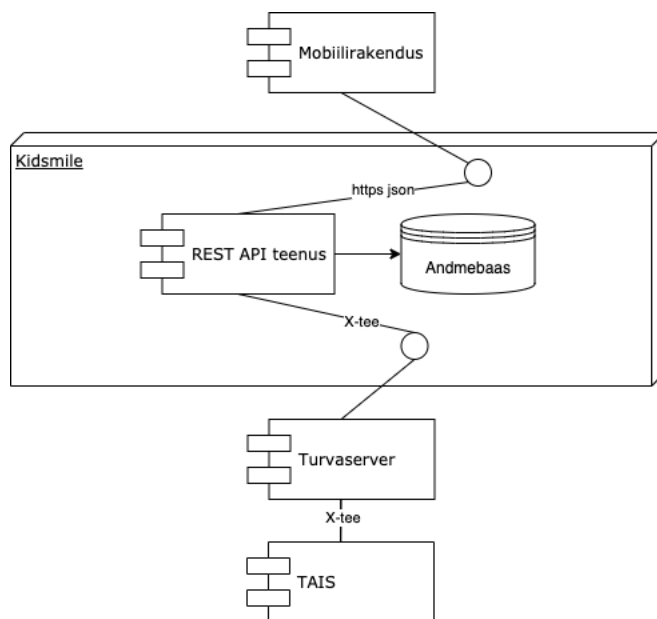 Mobiilirakendus
Kidsmile
https json
REST API teenus
Andmebaas
X-tee
Turvaserver
X-tee
TAIS